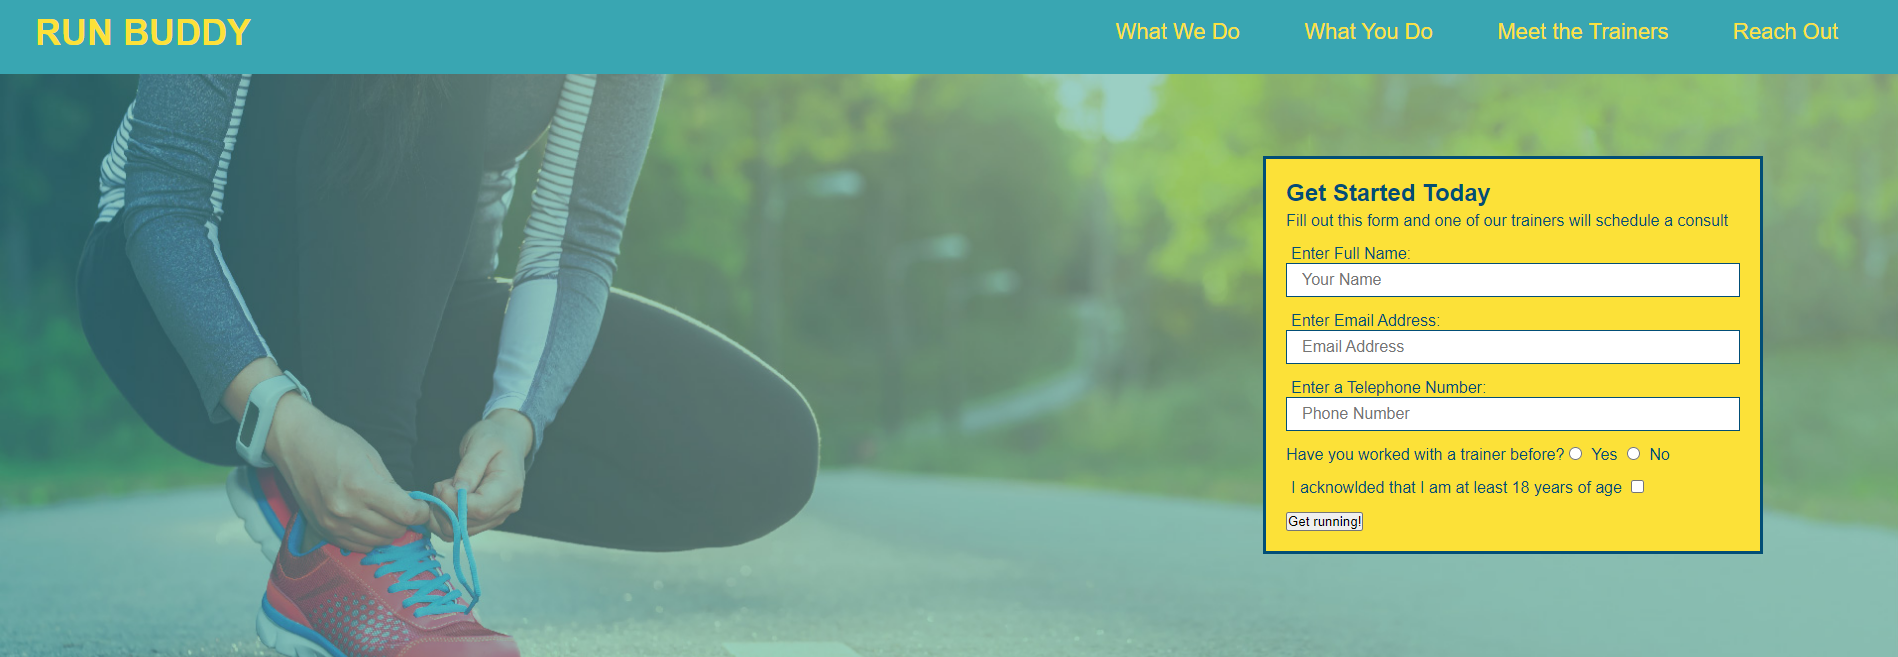 RUN BUDDY
What We Do What You Do Meet the Trainers Reach Out
Get Started Today
Fill out this form and one of our trainers will schedule a consult
Enter Full Name:
Your Name
Enter Email Address:
Email Address
Enter a Telephone Number:
Phone Number
Have you worked with a trainer before? Yes No
I acknowlded that I am at least 18 years of age
Get running!